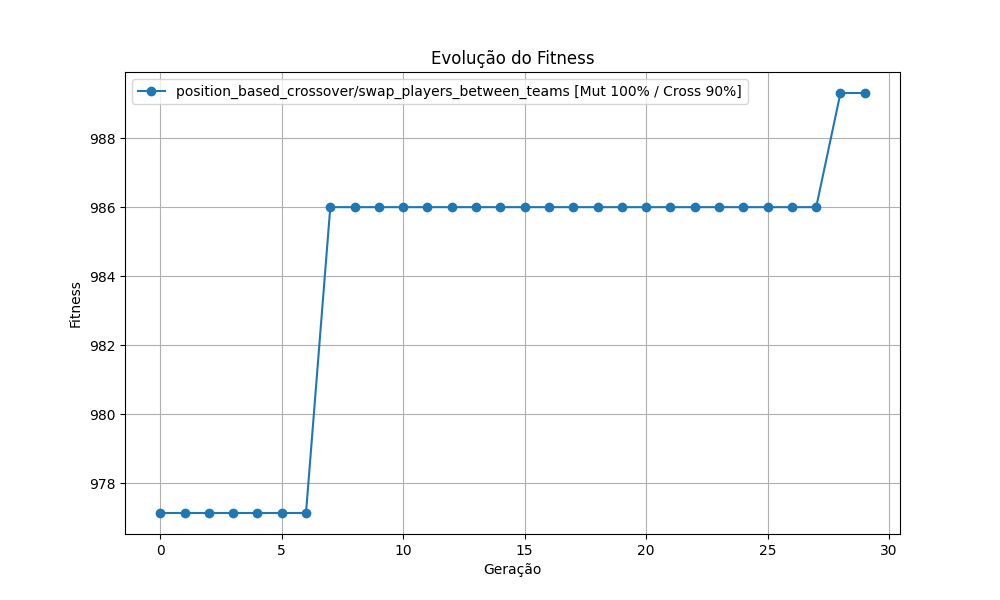 Evolução do Fitness
position_based_crossover/swap_players_between_teams [Mut 100% / Cross 90%]
988
986
984
982
980
978
Fitness
0 5 10 15 20 25 30
Geração